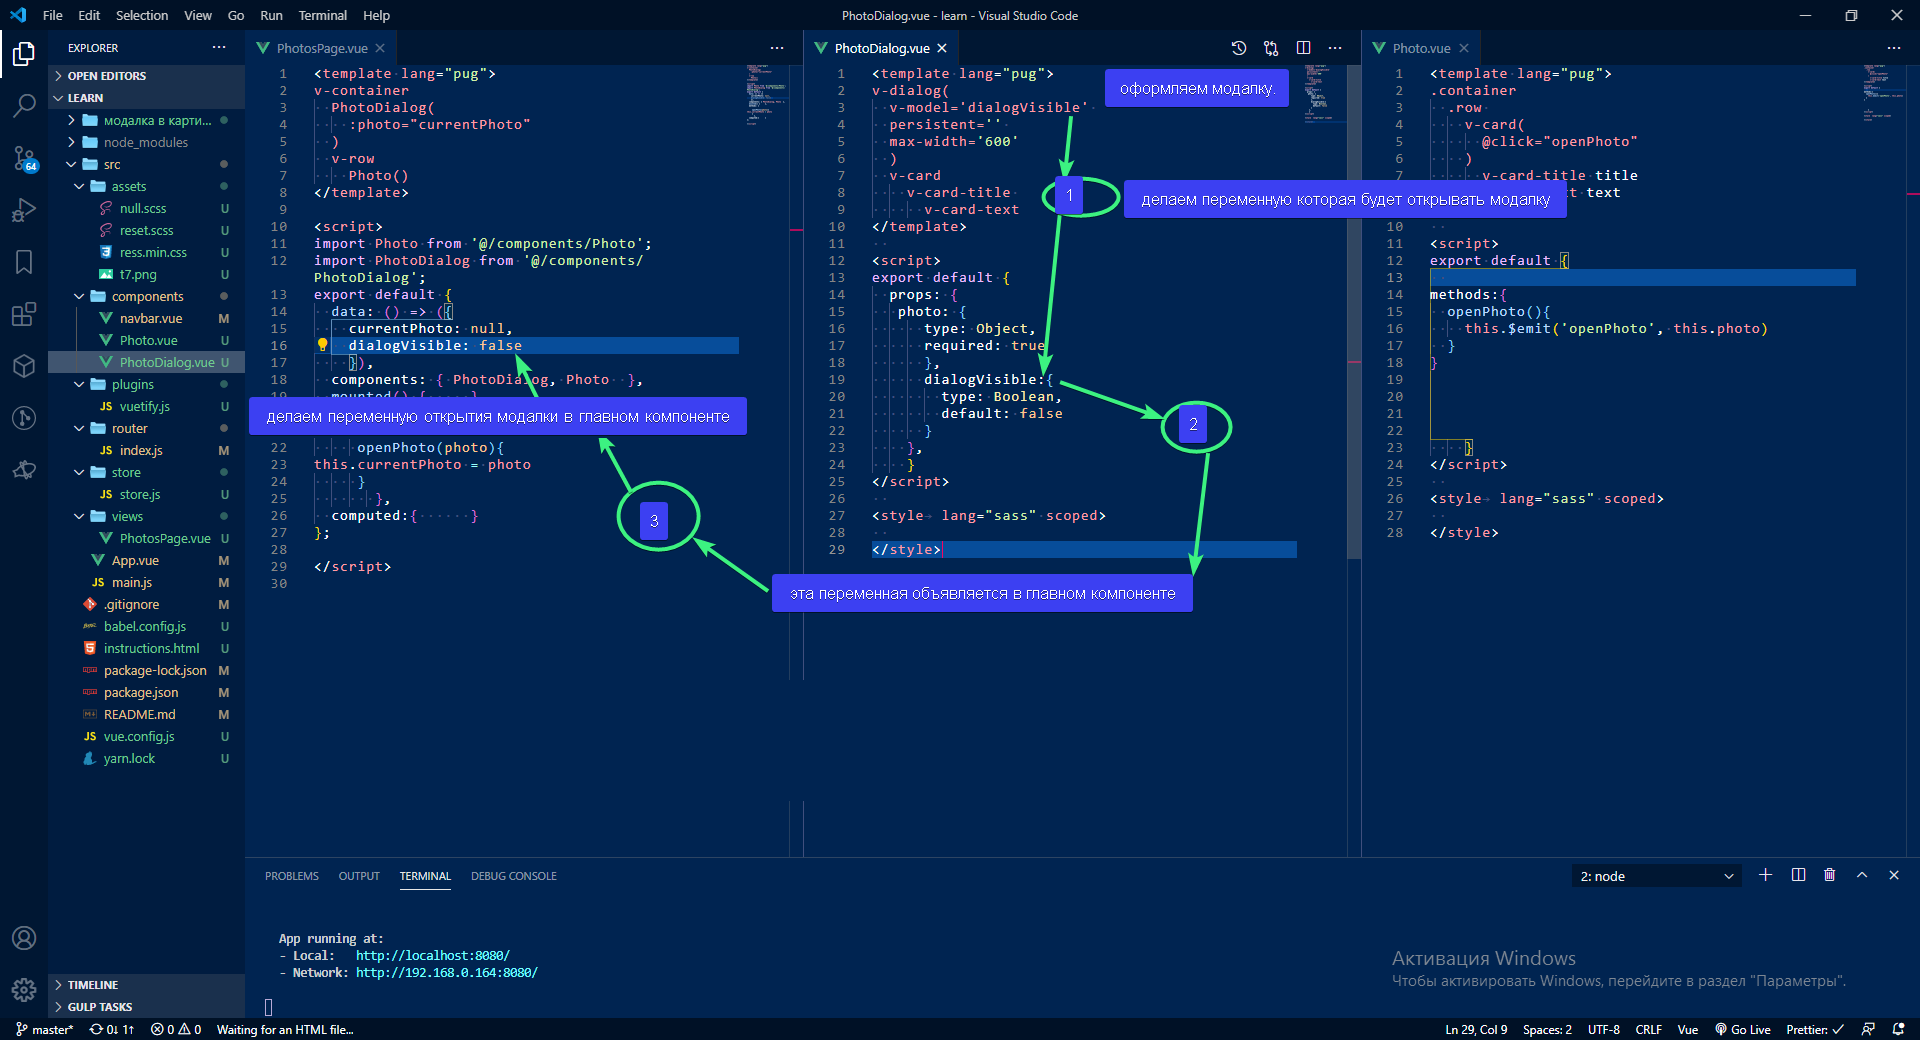 File Edit Selection View Go Run Terminal Help
PhotoDialog.vue - learn - Visual Studio Code
EXPLORER
OPEN EDITORS
LEARN
модалка в карти...
node_modules
src
assets
null.scss U
reset.scss U
ress.min.css U
t7.png U
components
navbar.vue M
Photo.vue U
PhotoDialog.vue U
plugins
vuetify.js U
router
index.js M
store
store.js U
views
PhotosPage.vue U
App.vue M
main.js M
.gitignore M
babel.config.js U
instructions.html U
package-lock.json M
package.json M
README.md M
vue.config.js U
yarn.lock U
TIMELINE
GULP TASKS
64
PhotosPage.vue
1 <template lang="pug">
2 v-container
3 PhotoDialog(
4 :photo="currentPhoto"
5 )
6 v-row
7 Photo()
8 </template>
9
10 <script>
11 import Photo from '@/components/Photo';
12 import PhotoDialog from '@/components/
PhotoDialog';
13 export default {
14 data: () => ({
15 currentPhoto: null,
16 dialogVisible: false
17 }),
18 components: { PhotoDialog, Photo },
делаем переменную открытия модалки в главном компоненте
22 openPhoto(photo){
23 this.currentPhoto = photo
24 }
25 },
26 computed:{ }
27 };
28
29 </script>
30
3
PhotoDialog.vue
1 <template lang="pug">
2 v-dialog(
3 v-model='dialogVisible'
4 persistent=''
5 max-width='600'
6 )
7 v-card
8 v-card-title
9 v-card-text
10 </template>
11
12 <script>
13 export default {
14 props: {
15 photo: {
16 type: Object,
17 required: true
18 },
19 dialogVisible:{
20 type: Boolean,
21 default: false
22 }
23 },
24 }
25 </script>
26
27 <style lang="sass" scoped>
28
29 </style>
оформляем модалку.
1
делаем переменную которая будет открывать модалку
2
эта переменная объявляется в главном компоненте
Photo.vue
1 <template lang="pug">
2 .container
3 .row
4 v-card(
5 @click="openPhoto"
6 )
7 v-card-title title
text
10
11 <script>
12 export default {
13
14 methods:{
15 openPhoto(){
16 this.$emit('openPhoto', this.photo)
17 }
18 }
19
20
21
22
23 }
24 </script>
25
26 <style lang="sass" scoped>
27
28 </style>
PROBLEMS OUTPUT TERMINAL DEBUG CONSOLE
2: node
App running at:
- Local: http://localhost:8080/
- Network: http://192.168.0.164:8080/
Активация Windows
Чтобы активировать Windows, перейдите в раздел "Параметры".
master* 0↓ 1↑ 0 0 Waiting for an HTML file...
Ln 29, Col 9 Spaces: 2 UTF-8 CRLF Vue Go Live Prettier: ✓